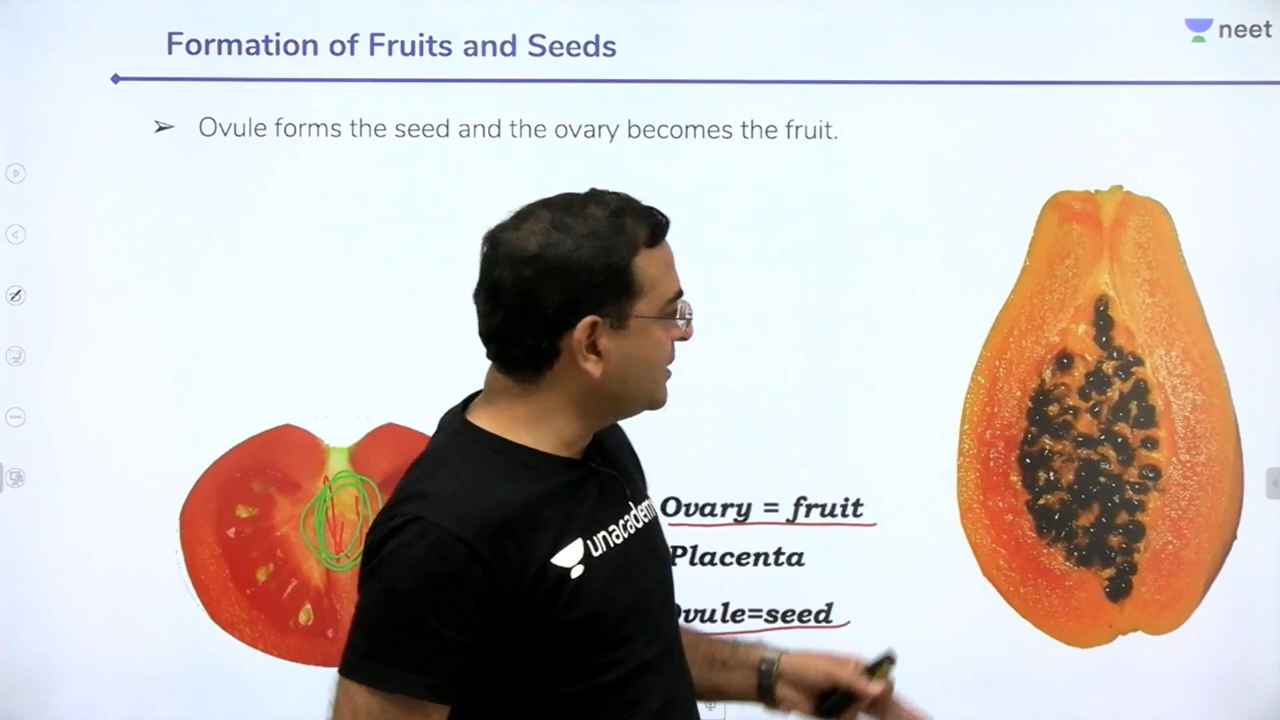 Formation of Fruits and Seeds
neet
➢ Ovule forms the seed and the ovary becomes the fruit.
Ovary = fruit
unacadem
Placenta
vule=seed